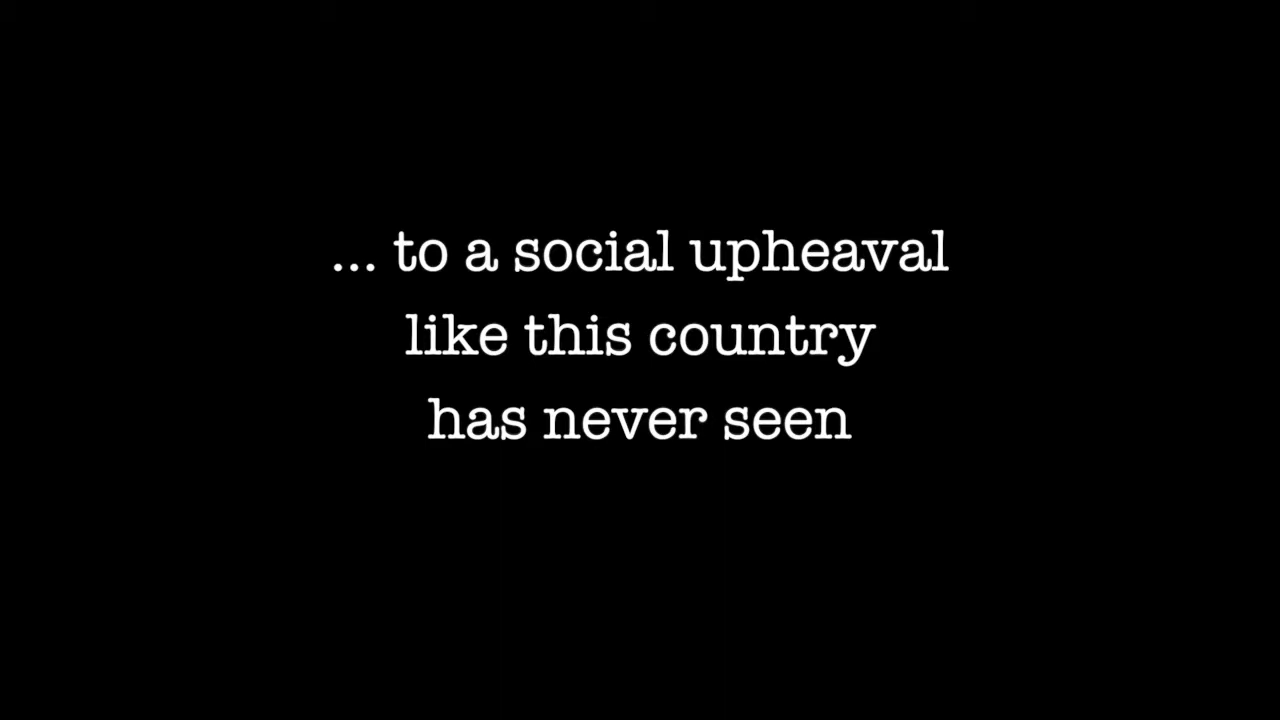 ... to a social upheaval
like this country
has never seen